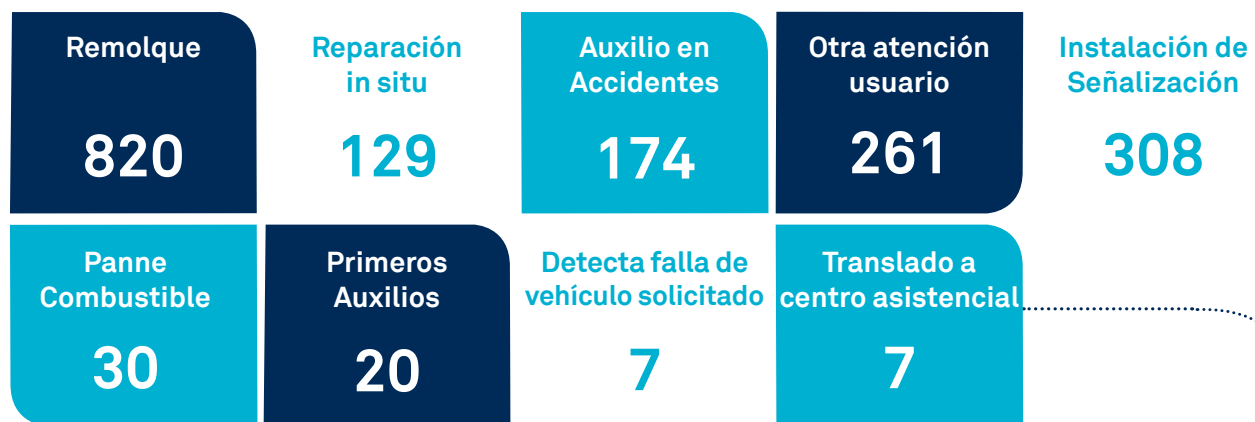 Remolque
820
Reparación
in situ
129
Auxilio en
Accidentes
174
Otra atención
usuario
261
Instalación de
Señalización
308
Panne
Combustible
30
Primeros
Auxilios
20
Detecta falla de
vehículo solicitado
7
Translado a
centro asistencial
7